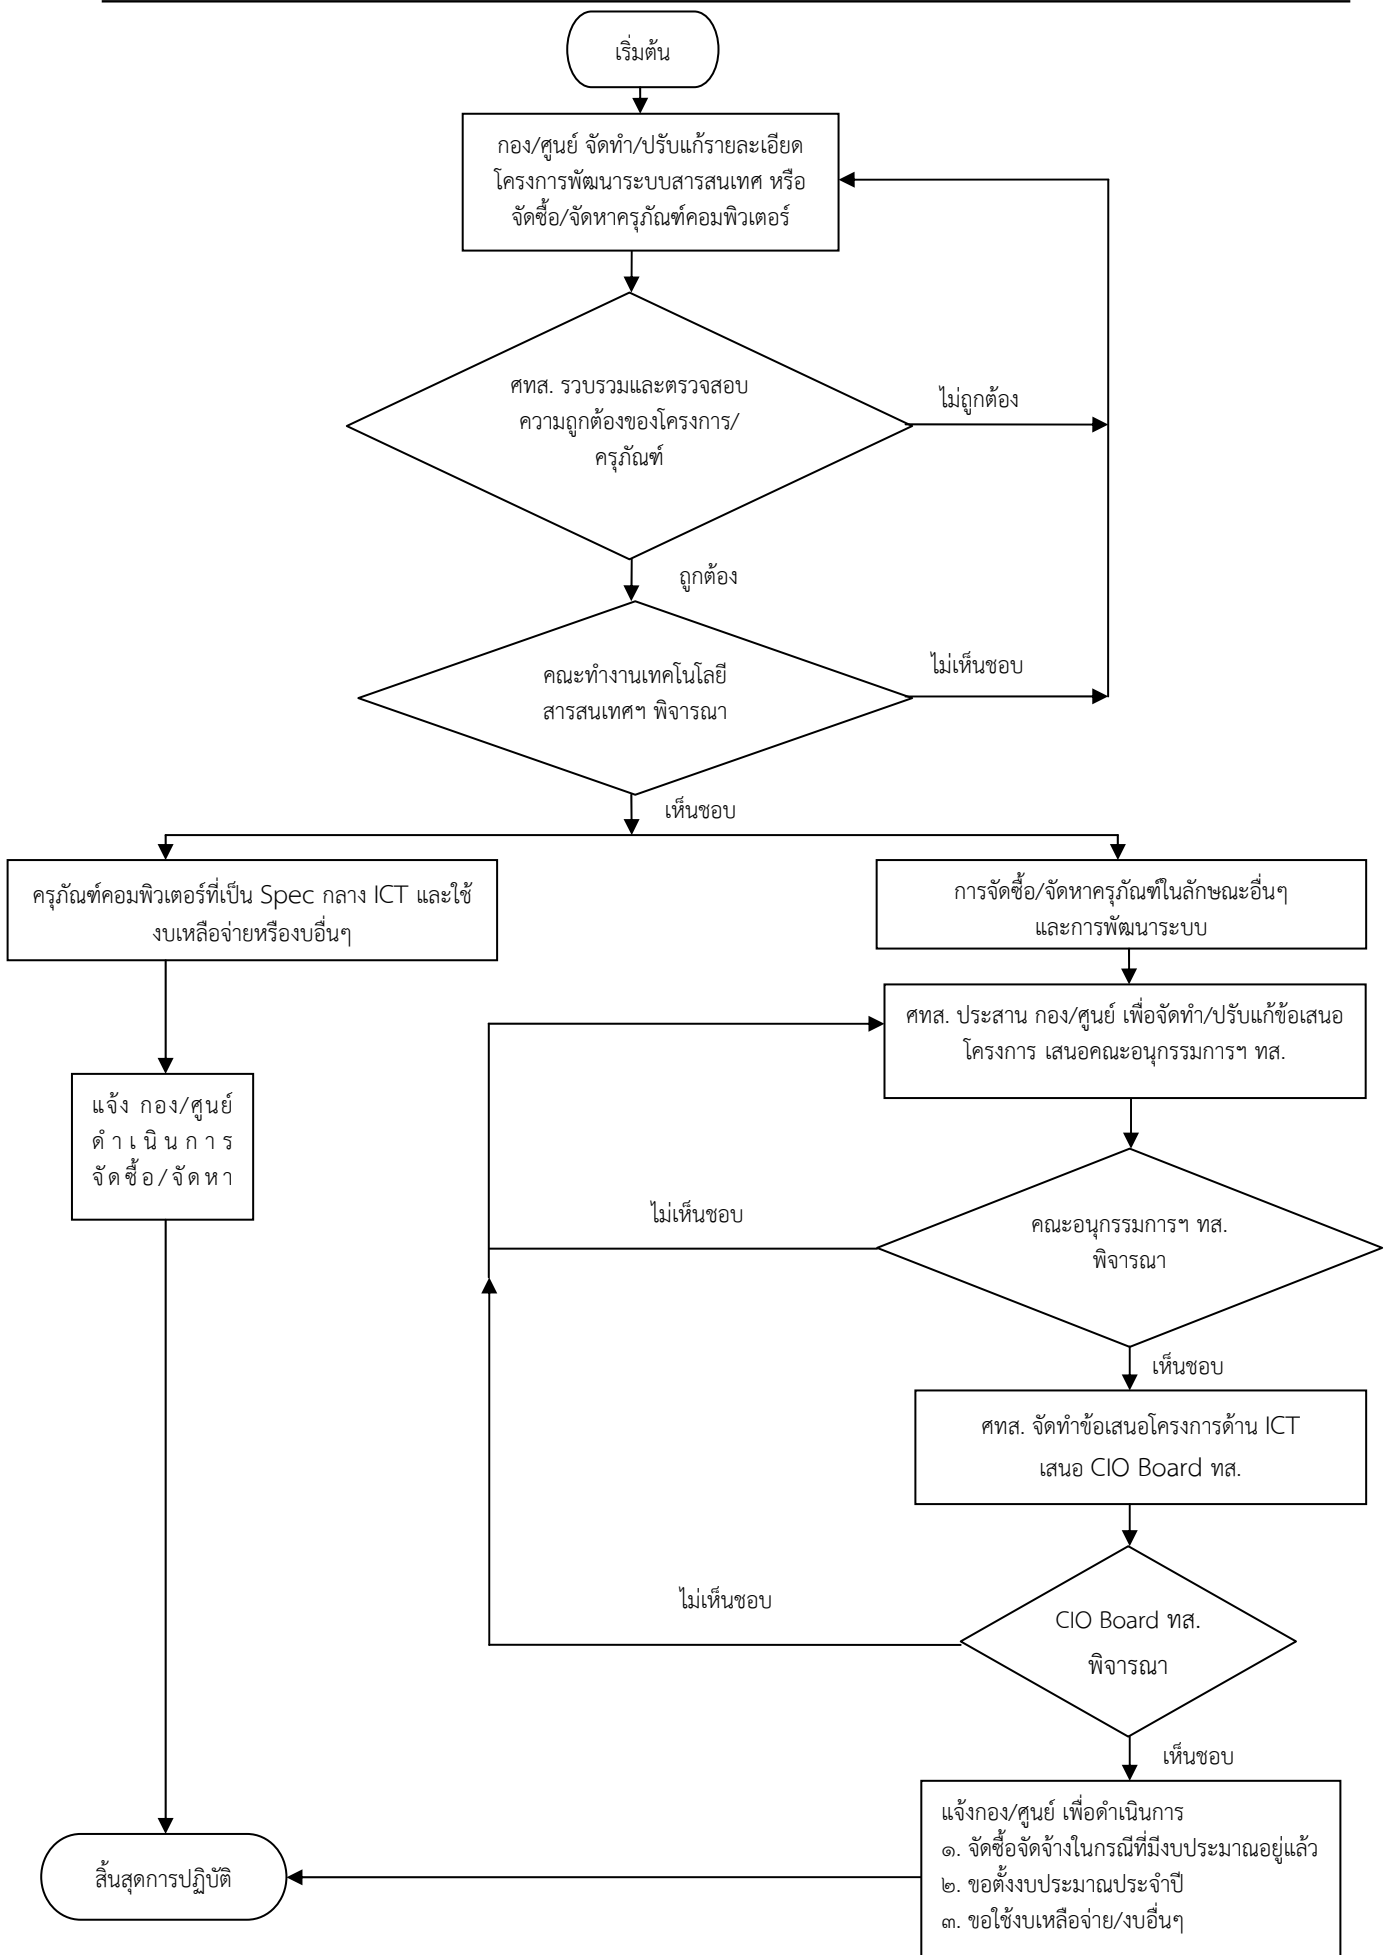 เริ่มต้น
กอง/ศูนย์ จัดทำ/ปรับแก้รายละเอียด
โครงการพัฒนาระบบสารสนเทศ หรือ
จัดซื้อ/จัดหาครุภัณฑ์คอมพิวเตอร์
ศทส. รวบรวมและตรวจสอบ
ความถูกต้องของโครงการ/
ครุภัณฑ์
ไม่ถูกต้อง
ถูกต้อง
คณะทำงานเทคโนโลยี
สารสนเทศฯ พิจารณา
ไม่เห็นชอบ
เห็นชอบ
ครุภัณฑ์คอมพิวเตอร์ที่เป็น Spec กลาง ICT และใช้
งบเหลือจ่ายหรืองบอื่นๆ
การจัดซื้อ/จัดหาครุภัณฑ์ในลักษณะอื่นๆ
และการพัฒนาระบบ
ศทส. ประสาน กอง/ศูนย์ เพื่อจัดทำ/ปรับแก้ข้อเสนอ
โครงการ เสนอคณะอนุกรรมการฯ ทส.
แจ้ง กอง/ศูนย์
ดำเนินการ
จัดซื้อ/จัดหา
ไม่เห็นชอบ
คณะอนุกรรมการฯ ทส.
พิจารณา
เห็นชอบ
ศทส. จัดทำข้อเสนอโครงการด้าน ICT
เสนอ CIO Board ทส.
ไม่เห็นชอบ
CIO Board ทส.
พิจารณา
เห็นชอบ
แจ้งกอง/ศูนย์ เพื่อดำเนินการ
๑. จัดซื้อจัดจ้างในกรณีที่มีงบประมาณอยู่แล้ว
๒. ขอตั้งงบประมาณประจำปี
๓. ขอใช้งบเหลือจ่าย/งบอื่นๆ
สิ้นสุดการปฏิบัติ